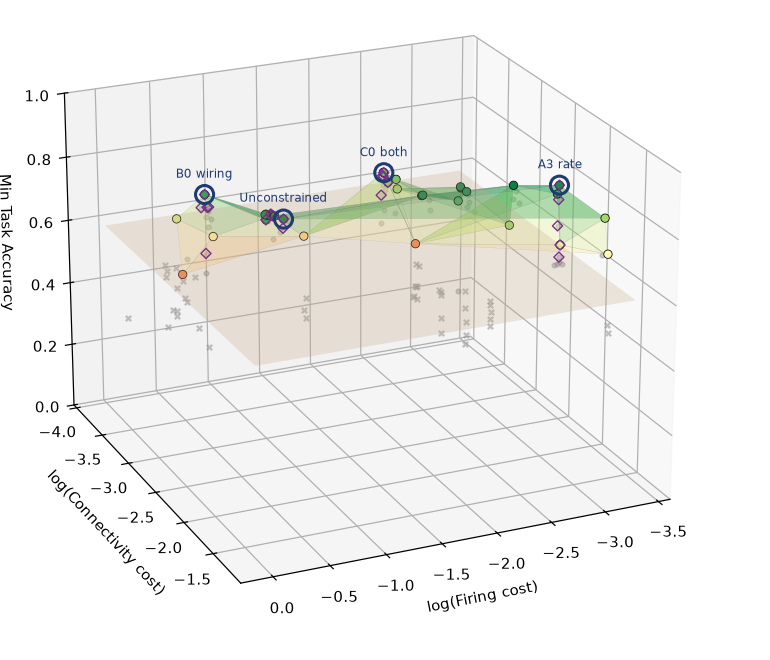 1.0
0.8
0.6
0.4
0.2
0.0
Min Task Accuracy
C0 both
A3 rate
B0 wiring
Unconstrained
−4.0
−3.5
−3.0
−2.5
−2.0
−1.5
log(Connectivity cost)
0.0
−0.5
−1.0
−1.5
−2.0
−2.5
−3.0
−3.5
log(Firing cost)